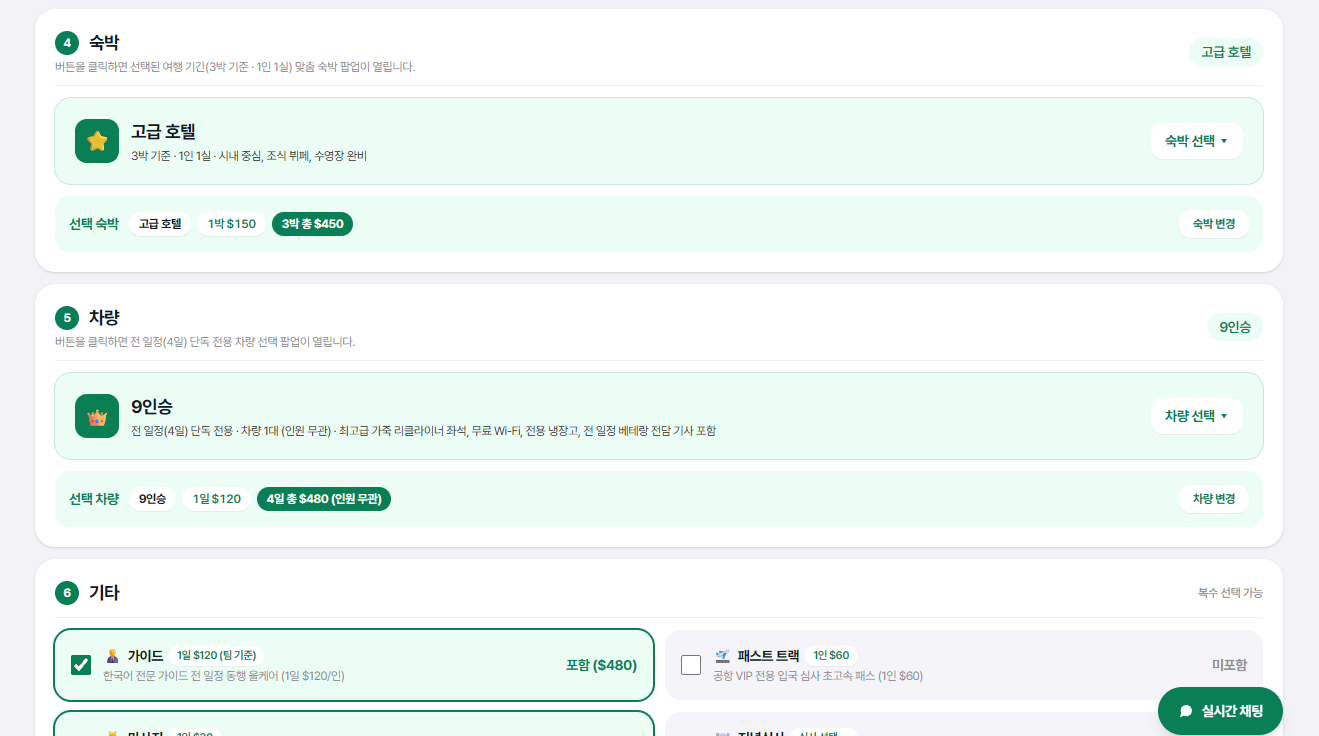 4 숙박
버튼을 클릭하면 선택된 여행 기간(3박 기준 · 1인 1실) 맞춤 숙박 팝업이 열립니다.
고급 호텔
고급 호텔
3박 기준 · 1인 1실 · 시내 중심, 조식 뷔페, 수영장 완비
숙박 선택 ▼
선택 숙박 고급 호텔 1박 $150 3박 총 $450 숙박 변경
5 차량
버튼을 클릭하면 전 일정(4일) 단독 전용 차량 선택 팝업이 열립니다.
9인승
9인승
전 일정(4일) 단독 전용 · 차량 1대 (인원 무관) · 최고급 가죽 리클라이너 좌석, 무료 Wi-Fi, 전용 냉장고, 전 일정 베테랑 전담 기사 포함
차량 선택 ▼
선택 차량 9인승 1일 $120 4일 총 $480 (인원 무관) 차량 변경
6 기타 복수 선택 가능
가이드 1일 $120 (팀 기준)
한국어 전문 가이드 전 일정 동행 올케어 (1일 $120/인)
포함 ($480)
패스트 트랙 1인 $60
공항 VIP 전용 입국 심사 초고속 패스 (1인 $60)
미포함
실시간 채팅